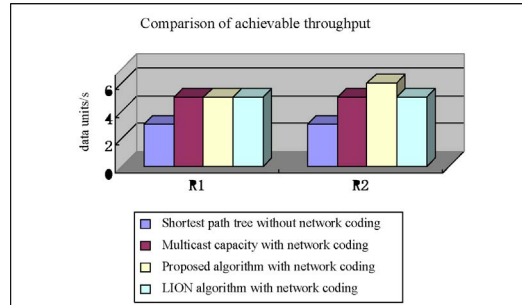 Comparison of achievable throughput
data units/s
6
4
2
0
R1
R2
Shortest path tree without network coding
Multicast capacity with network coding
Proposed algorithm with network coding
LION algorithm with network coding